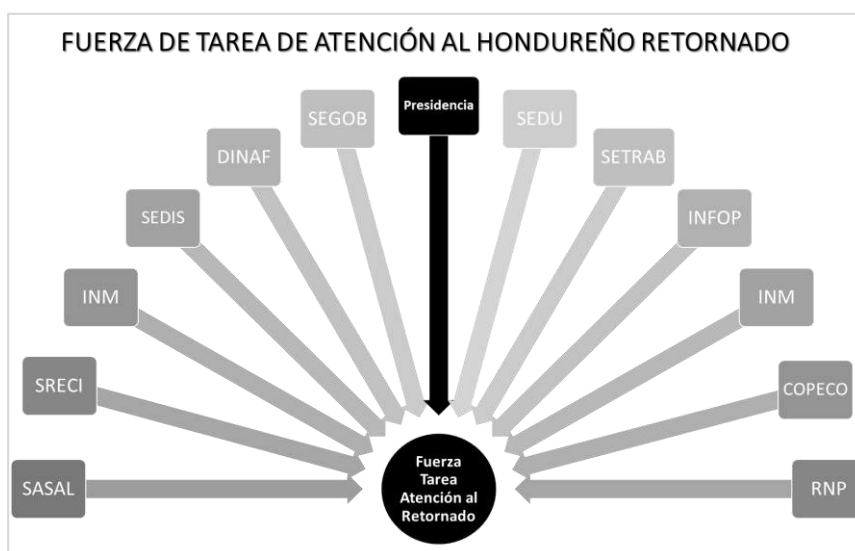 FUERZA DE TAREA DE ATENCIÓN AL HONDUREÑO RETORNADO
Presidencia
SEGOB
SEDU
DINAF
SETRAB
SEDIS
INFOP
INM
INM
SRECI
COPECO
SASAL
RNP
Fuerza
Tarea
Atención al
Retornado